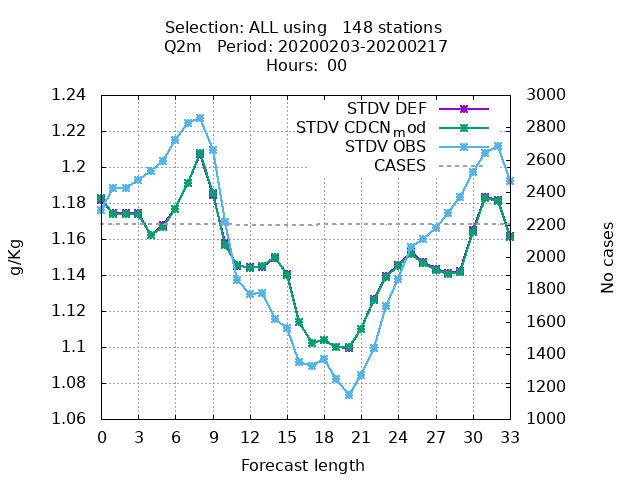 Selection: ALL using   148 stations
Q2m   Period: 20200203-20200217
Hours: 00
STDV DEF
STDV CDCN_mod
STDV OBS
CASES
g/Kg
1.24
1.22
1.2
1.18
1.16
1.14
1.12
1.1
1.08
1.06
3000
2800
2600
2400
2200
2000
1800
1600
1400
1200
1000
No cases
0 3 6 9 12 15 18 21 24 27 30 33
Forecast length